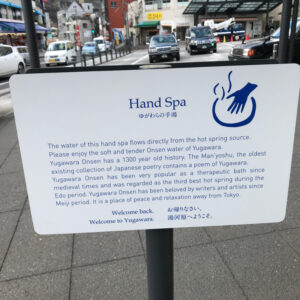 Hand Spa
ゆがわらの手湯
The water of this hand spa flows directly from the hot spring source.
Please enjoy the soft and tender Onsen water of Yugawara.
Yugawara Onsen has a 1300 year old history. The Man'yoshu, the oldest
existing collection of Japanese poetry contains a poem of Yugawara.
Yugawara Onsen has been very popular as a therapeutic bath since
medieval times and was regarded as the third best hot spring during the
Edo period. Yugawara Onsen has been beloved by writers and artists since
Meiji period. It is a place of peace and relaxation away from Tokyo.
Welcome back. お帰りなさい。
Welcome to Yugawara. 湯河原へようこそ。